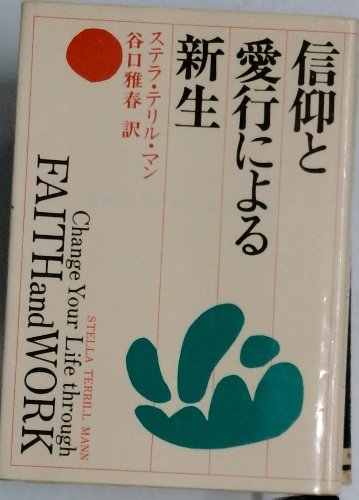 信仰と
愛行による
新生
ステラ・テリル・マン
谷口雅春 訳
Change Your Life through
FAITH and WORK
STELLA TERRILL MANN